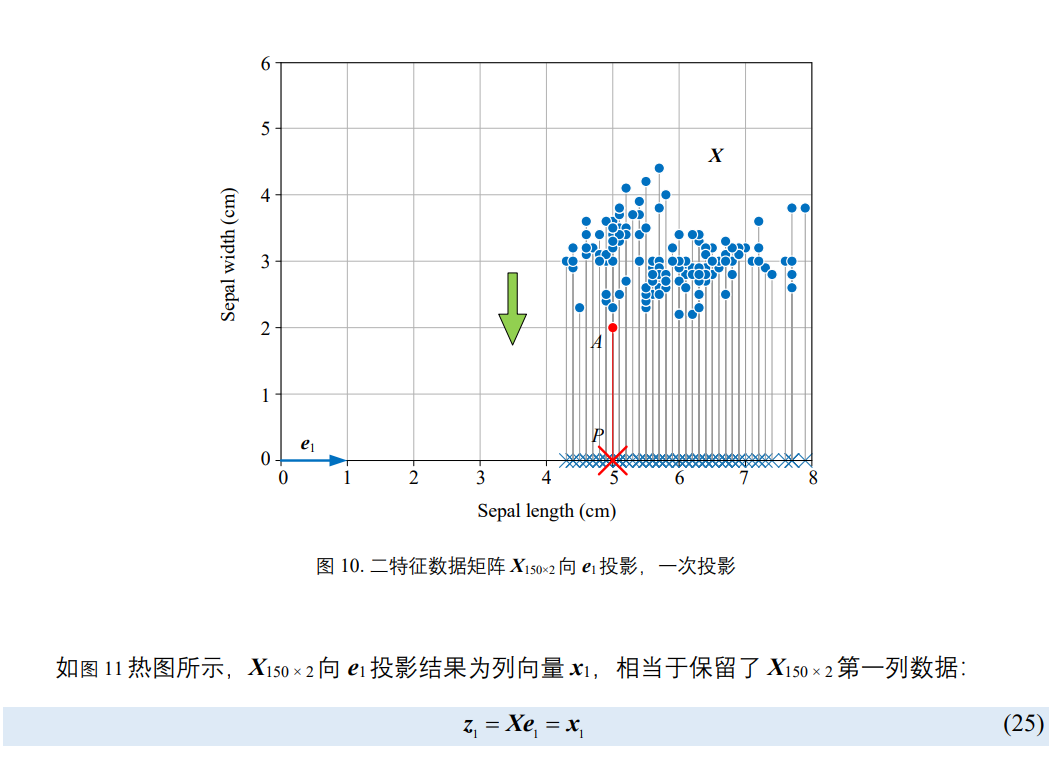 6
5
X
4
3
Sepal width (cm)
2
A
1
P
e1
0
0 1 2 3 4 5 6 7 8
Sepal length (cm)
图 10. 二特征数据矩阵 X150×2 向 e1 投影，一次投影
如图 11 热图所示，X150 × 2 向 e1 投影结果为列向量 x1，相当于保留了 X150 × 2 第一列数据：
z1 = Xe1 = x1 (25)